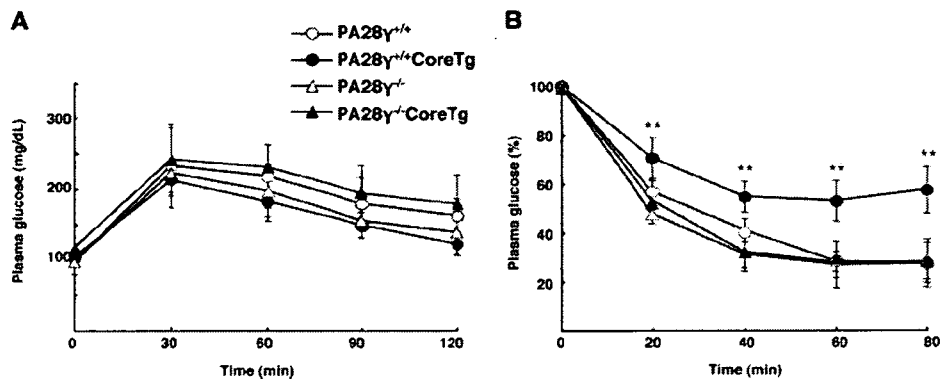 A
B
PA28γ+/+
PA28γ+/+CoreTg
PA28γ-/-
PA28γ-/-CoreTg
Plasma glucose (mg/dL)
300
200
100
0 30 60 90 120
Time (min)
Plasma glucose (%)
100
80
60
40
20
** ** ** **
0 20 40 60 80
Time (min)